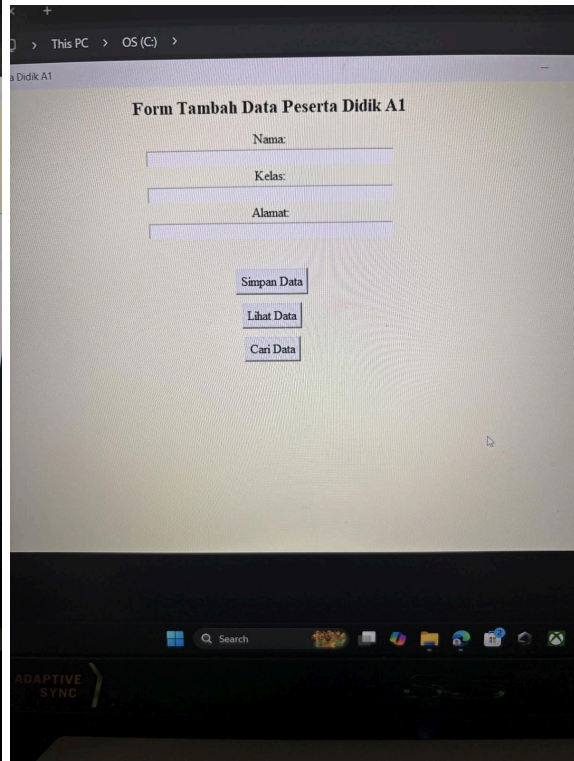 This PC > OS (C:) >
a Didik A1
Form Tambah Data Peserta Didik A1
Nama:
Kelas:
Alamat:
Simpan Data
Lihat Data
Cari Data
Search
ADAPTIVE
SYNC